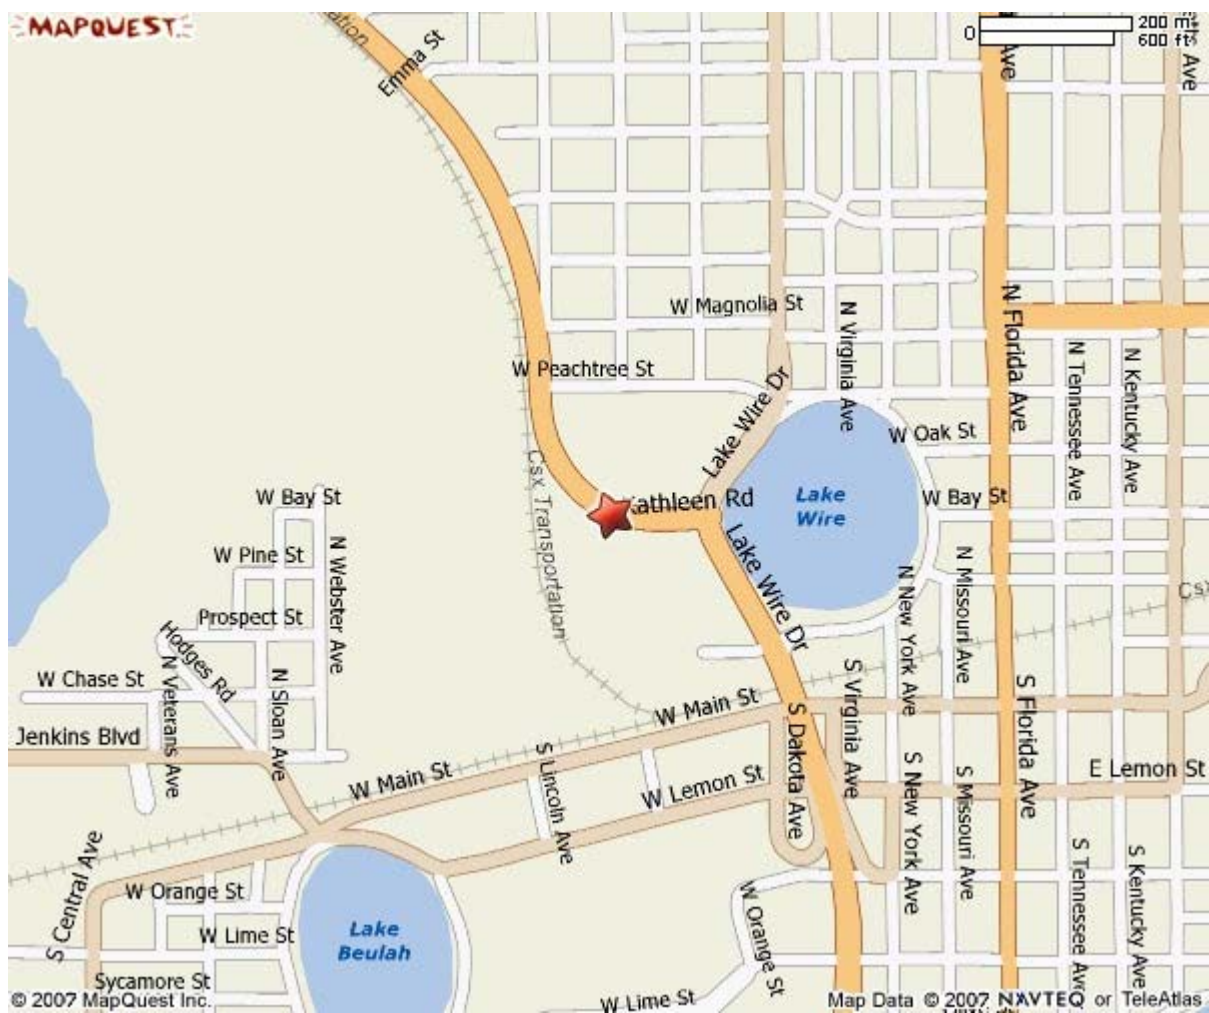 MAPQUEST
200 m
0
600 ft
Emma St
Ave
Ave
W Magnolia St
N Virginia Ave
N Florida Ave
N Tennessee Ave
N Kentucky Ave
W Peachtree St
Lake Wire Dr
W Oak St
Csx Transportation
Kathleen Rd
Lake
Wire
W Bay St
W Bay St
Lake Wire Dr
W Pine St
N Webster Ave
N New York Ave
N Missouri Ave
Csx
Prospect St
Hodges Rd
W Chase St
N Veterans Ave
N Sloan Ave
S Virginia Ave
S Florida Ave
W Main St
S Dakota Ave
Jenkins Blvd
W Main St
S Lincoln Ave
W Lemon St
S New York Ave
S Missouri Ave
E Lemon St
S Central Ave
W Orange St
S Tennessee Ave
S Kentucky Ave
W Orange St
Lake
Beulah
W Lime St
Sycamore St
W Lime St
© 2007 MapQuest Inc.
Map Data © 2007 NAVTEQ or TeleAtlas